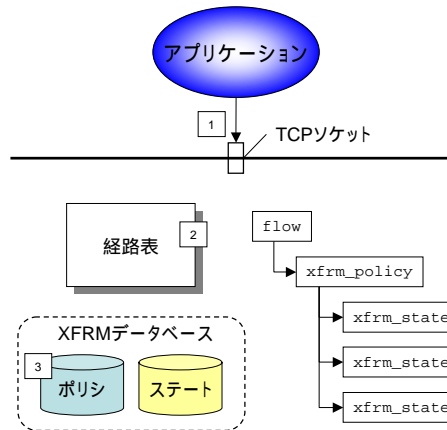 アプリケーション
1
TCPソケット
経路表
2
flow
xfrm_policy
xfrm_state
xfrm_state
xfrm_state
XFRMデータベース
3
ポリシ
ステート